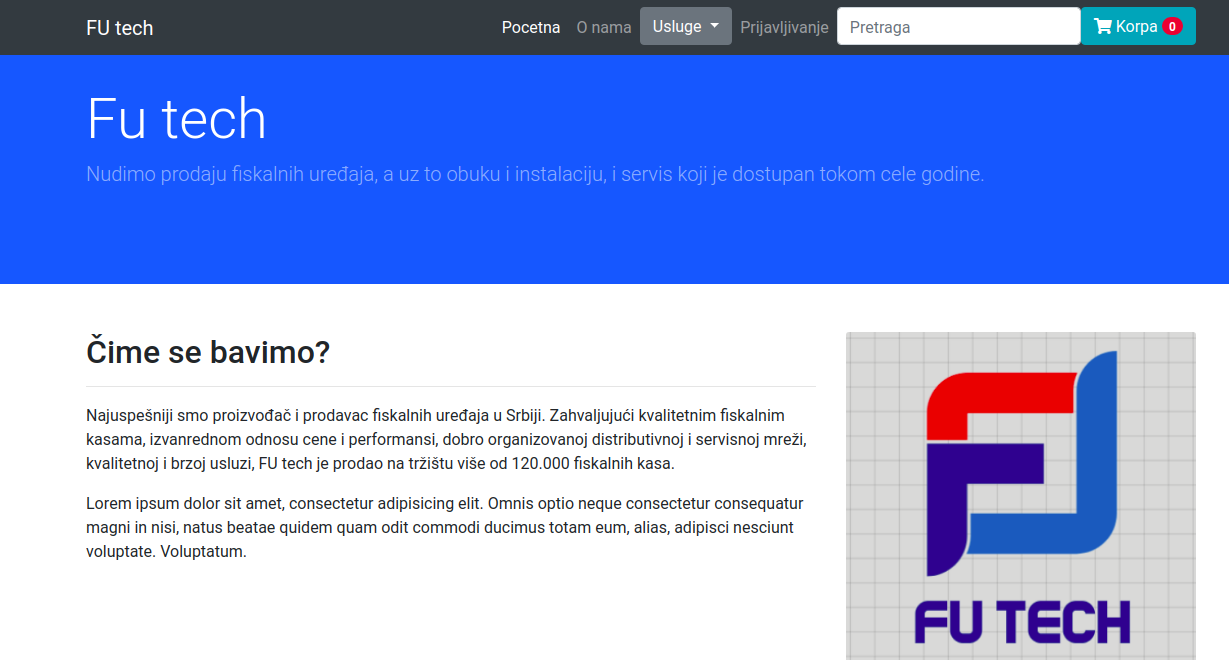 FU tech
Pocetna
O nama
Usluge
Prijavljivanje
Pretraga
Korpa 0
Fu tech
Nudimo prodaju fiskalnih uređaja, a uz to obuku i instalaciju, i servis koji je dostupan tokom cele godine.
Čime se bavimo?
Najuspešniji smo proizvođač i prodavac fiskalnih uređaja u Srbiji. Zahvaljujući kvalitetnim fiskalnim
kasama, izvanrednom odnosu cene i performansi, dobro organizovanoj distributivnoj i servisnoj mreži,
kvalitetnoj i brzoj usluzi, FU tech je prodao na tržištu više od 120.000 fiskalnih kasa.
Lorem ipsum dolor sit amet, consectetur adipisicing elit. Omnis optio neque consectetur consequatur
magni in nisi, natus beatae quidem quam odit commodi ducimus totam eum, alias, adipisci nesciunt
voluptate. Voluptatum.
FU TECH